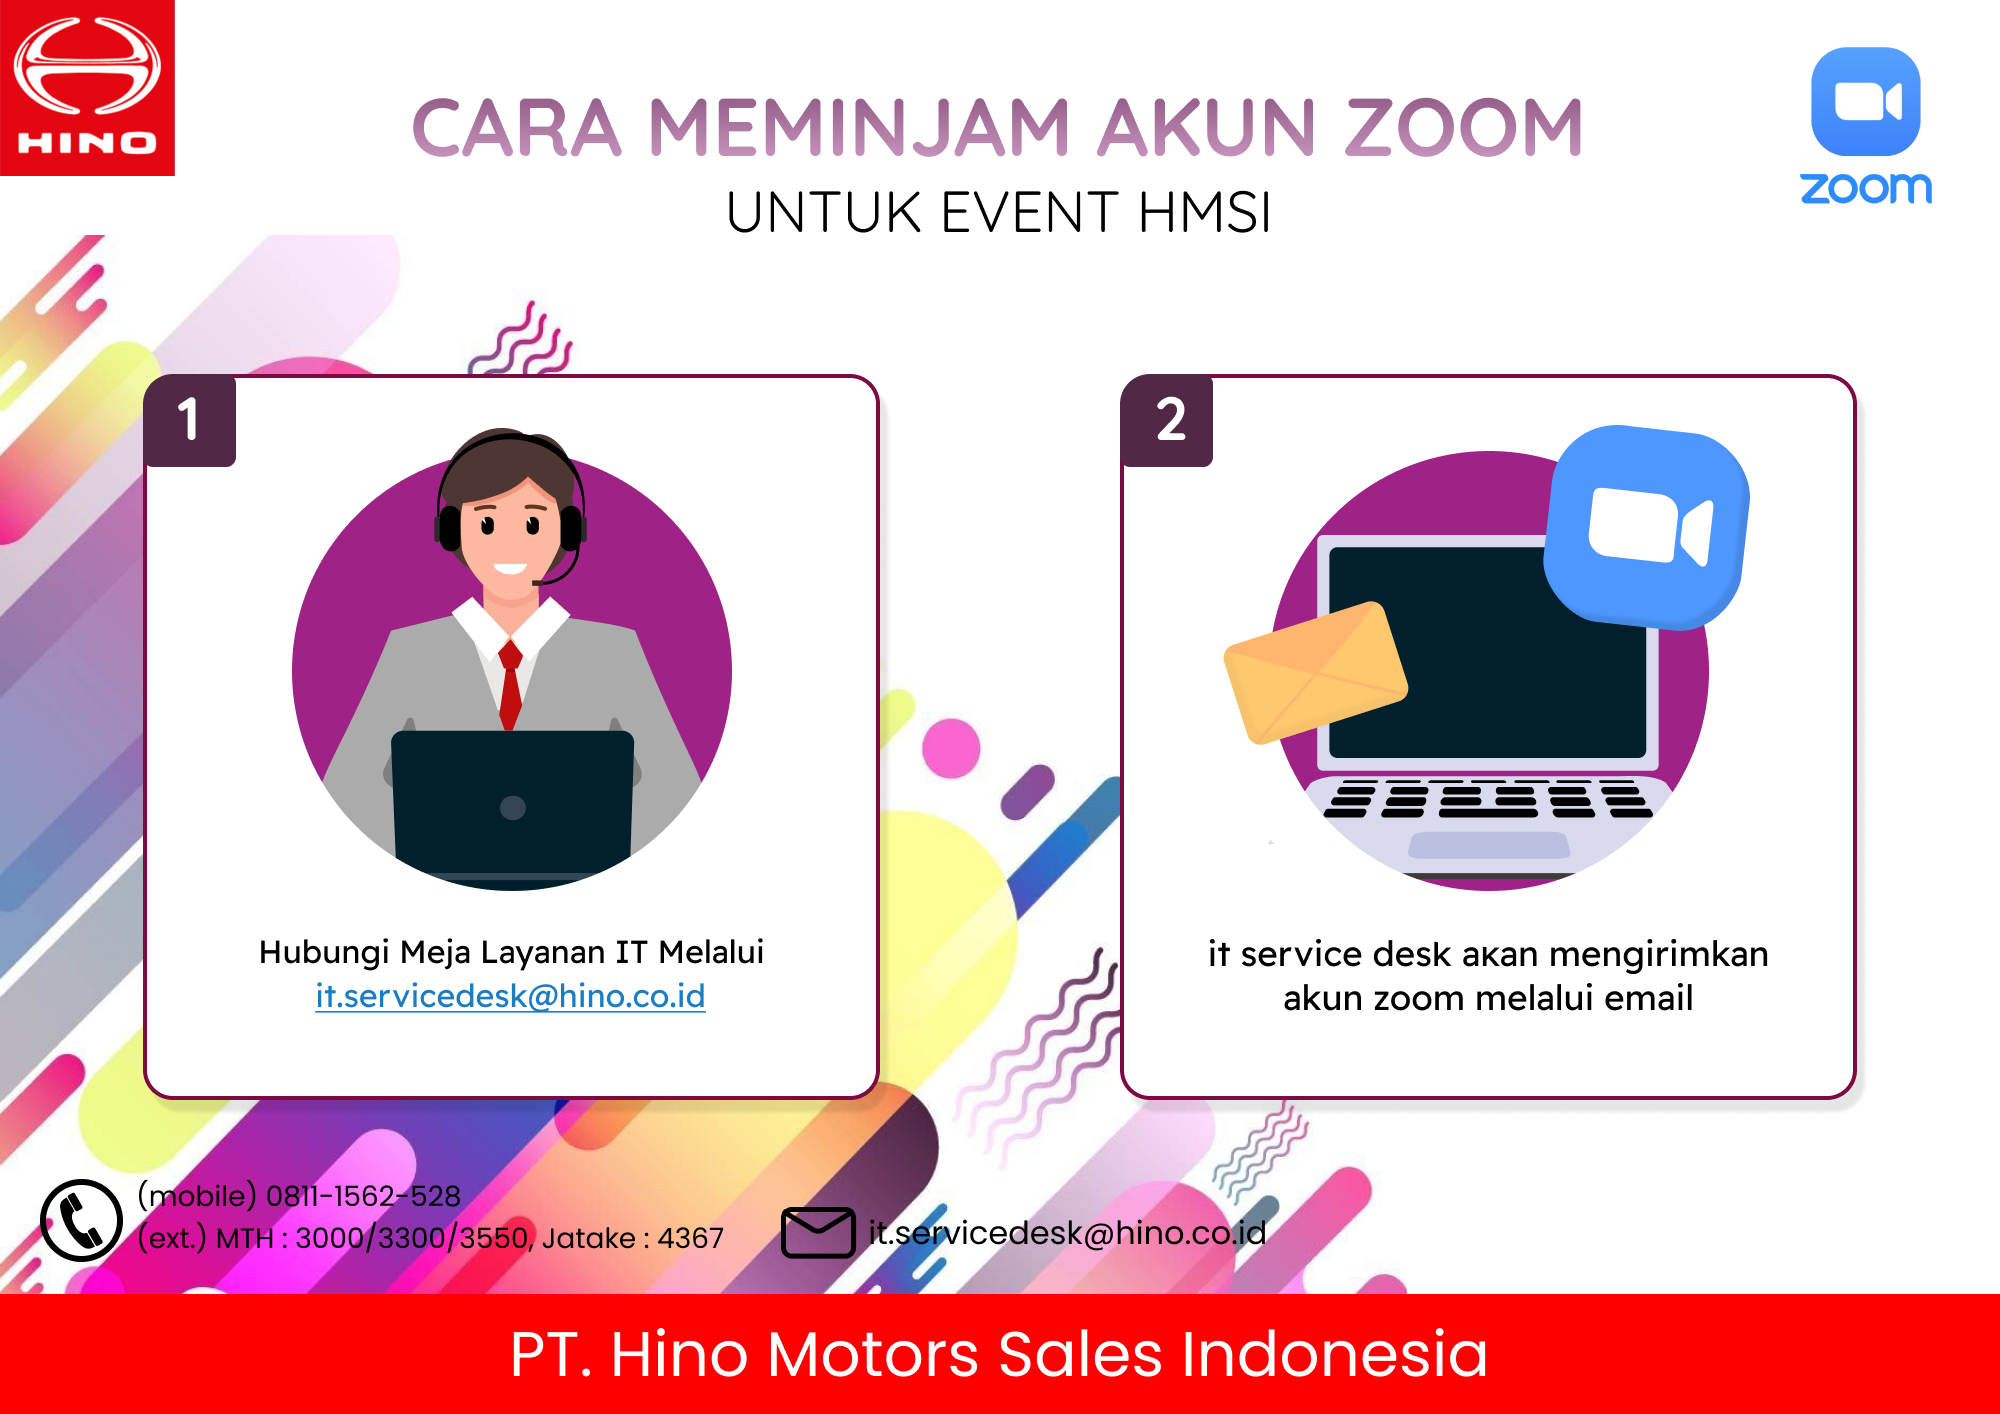 HINO
CARA MEMINJAM AKUN ZOOM
UNTUK EVENT HMSI
zoom
1
Hubungi Meja Layanan IT Melalui
it.servicedesk@hino.co.id
2
it service desk aĸan mengirimkan
akun zoom melalui email
(mobile) 0811-1562-528
(ext.) MTH : 3000/3300/3550, Jatake : 4367
it.servicedesk@hino.co.id
PT. Hino Motors Sales Indonesia